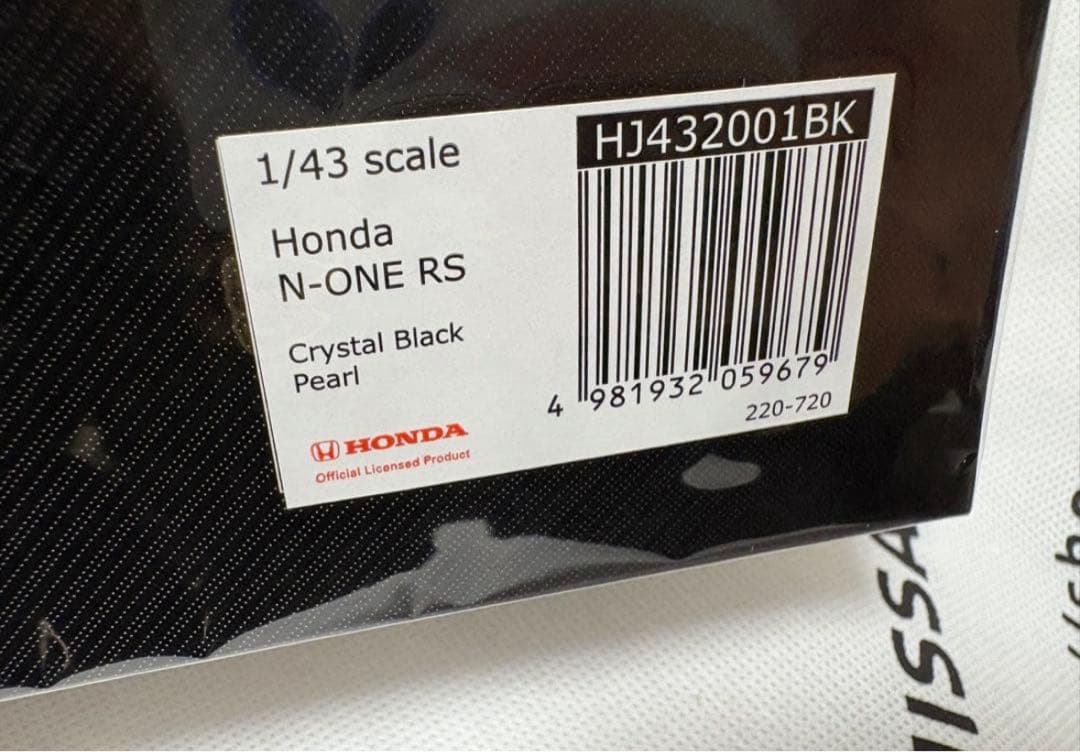 1/43 scale
Honda
N-ONE RS
Crystal Black
Pearl
HONDA
Official Licensed Product
HJ432001BK
4 981932 059679
220-720